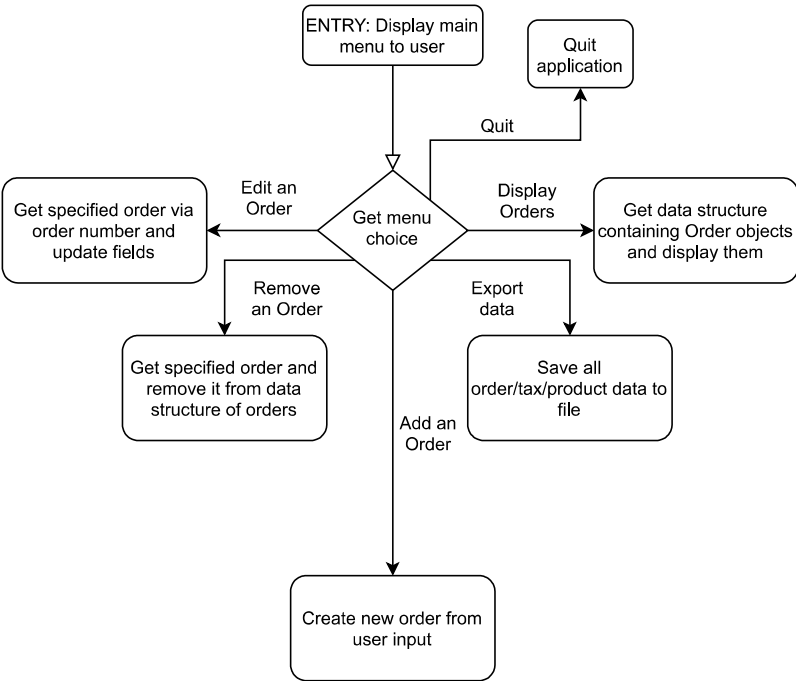 ENTRY: Display main
menu to user
Quit
application
Quit
Edit an
Order
Display
Orders
Get specified order via
order number and
update fields
Get menu
choice
Get data structure
containing Order objects
and display them
Remove
an Order
Export
data
Get specified order and
remove it from data
structure of orders
Save all
order/tax/product data to
file
Add an
Order
Create new order from
user input